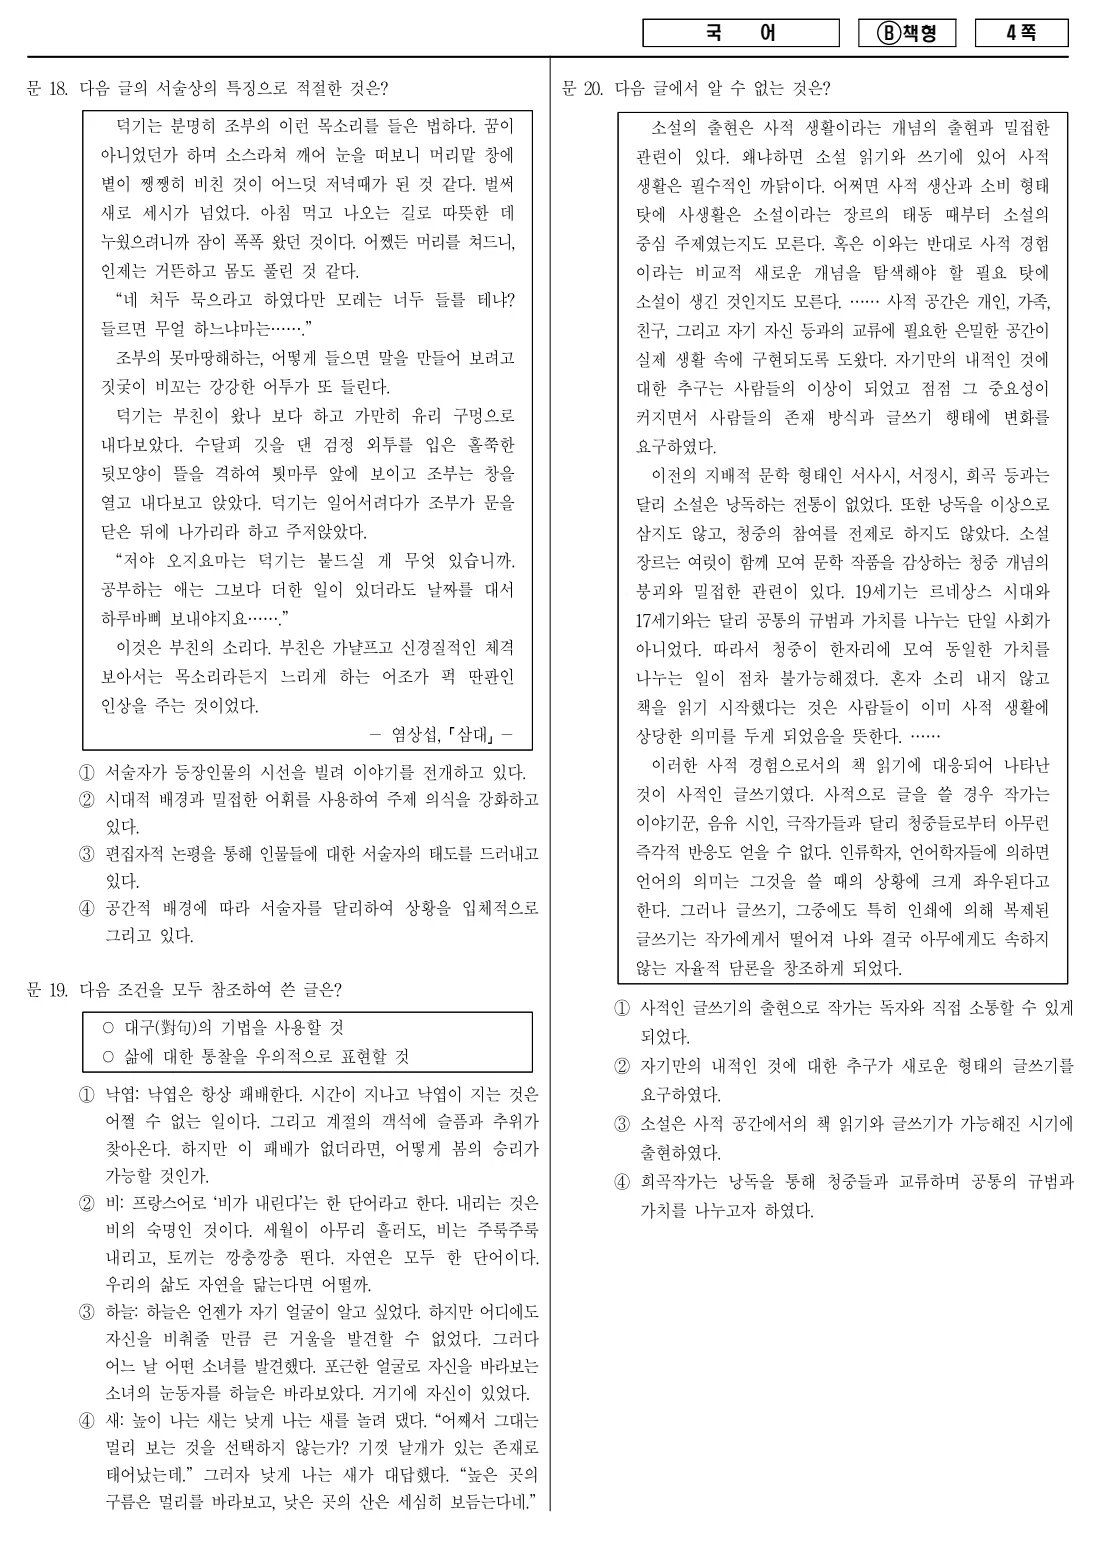 국 어
Ⓑ책형
4쪽
문 18. 다음 글의 서술상의 특징으로 적절한 것은?
덕기는 분명히 조부의 이런 목소리를 들은 법하다. 꿈이
아니었던가 하며 소스라쳐 깨어 눈을 떠보니 머리맡 창에
볕이 쨍쨍히 비친 것이 어느덧 저녁때가 된 것 같다. 벌써
새로 세시가 넘었다. 아침 먹고 나오는 길로 따뜻한 데
누웠으려니까 잠이 폭폭 왔던 것이다. 어쨌든 머리를 쳐드니,
인제는 거뜬하고 몸도 풀린 것 같다.
“네 처두 묵으라고 하였다만 모레는 너두 들를 테냐?
들르면 무얼 하느냐마는…….”
조부의 못마땅해하는, 어떻게 들으면 말을 만들어 보려고
짓궂이 비꼬는 강강한 어투가 또 들린다.
덕기는 부친이 왔나 보다 하고 가만히 유리 구멍으로
내다보았다. 수달피 깃을 댄 검정 외투를 입은 홀쭉한
뒷모양이 뜰을 격하여 툇마루 앞에 보이고 조부는 창을
열고 내다보고 앉았다. 덕기는 일어서려다가 조부가 문을
닫은 뒤에 나가리라 하고 주저앉았다.
“저야 오지요마는 덕기는 붙드실 게 무엇 있습니까.
공부하는 애는 그보다 더한 일이 있더라도 날짜를 대서
하루바삐 보내야지요…….”
이것은 부친의 소리다. 부친은 가냘프고 신경질적인 체격
보아서는 목소리라든지 느리게 하는 어조가 퍽 딴판인
인상을 주는 것이었다.
－ 염상섭, 「삼대」－
① 서술자가 등장인물의 시선을 빌려 이야기를 전개하고 있다.
② 시대적 배경과 밀접한 어휘를 사용하여 주제 의식을 강화하고
있다.
③ 편집자적 논평을 통해 인물들에 대한 서술자의 태도를 드러내고
있다.
④ 공간적 배경에 따라 서술자를 달리하여 상황을 입체적으로
그리고 있다.
문 19. 다음 조건을 모두 참조하여 쓴 글은?
○ 대구(對句)의 기법을 사용할 것
○ 삶에 대한 통찰을 우의적으로 표현할 것
① 낙엽: 낙엽은 항상 패배한다. 시간이 지나고 낙엽이 지는 것은
어쩔 수 없는 일이다. 그리고 계절의 객석에 슬픔과 추위가
찾아온다. 하지만 이 패배가 없더라면, 어떻게 봄의 승리가
가능할 것인가.
② 비: 프랑스어로 ‘비가 내린다’는 한 단어라고 한다. 내리는 것은
비의 숙명인 것이다. 세월이 아무리 흘러도, 비는 주룩주룩
내리고, 토끼는 깡충깡충 뛴다. 자연은 모두 한 단어이다.
우리의 삶도 자연을 닮는다면 어떨까.
③ 하늘: 하늘은 언젠가 자기 얼굴이 알고 싶었다. 하지만 어디에도
자신을 비춰줄 만큼 큰 거울을 발견할 수 없었다. 그러다
어느 날 어떤 소녀를 발견했다. 포근한 얼굴로 자신을 바라보는
소녀의 눈동자를 하늘은 바라보았다. 거기에 자신이 있었다.
④ 새: 높이 나는 새는 낮게 나는 새를 놀려 댔다. “어째서 그대는
멀리 보는 것을 선택하지 않는가? 기껏 날개가 있는 존재로
태어났는데.” 그러자 낮게 나는 새가 대답했다. “높은 곳의
구름은 멀리를 바라보고, 낮은 곳의 산은 세심히 보듬는다네.”
문 20. 다음 글에서 알 수 없는 것은?
소설의 출현은 사적 생활이라는 개념의 출현과 밀접한
관련이 있다. 왜냐하면 소설 읽기와 쓰기에 있어 사적
생활은 필수적인 까닭이다. 어쩌면 사적 생산과 소비 형태
탓에 사생활은 소설이라는 장르의 태동 때부터 소설의
중심 주제였는지도 모른다. 혹은 이와는 반대로 사적 경험
이라는 비교적 새로운 개념을 탐색해야 할 필요 탓에
소설이 생긴 것인지도 모른다. …… 사적 공간은 개인, 가족,
친구, 그리고 자기 자신 등과의 교류에 필요한 은밀한 공간이
실제 생활 속에 구현되도록 도왔다. 자기만의 내적인 것에
대한 추구는 사람들의 이상이 되었고 점점 그 중요성이
커지면서 사람들의 존재 방식과 글쓰기 행태에 변화를
요구하였다.
이전의 지배적 문학 형태인 서사시, 서정시, 희곡 등과는
달리 소설은 낭독하는 전통이 없었다. 또한 낭독을 이상으로
삼지도 않고, 청중의 참여를 전제로 하지도 않았다. 소설
장르는 여럿이 함께 모여 문학 작품을 감상하는 청중 개념의
붕괴와 밀접한 관련이 있다. 19세기는 르네상스 시대와
17세기와는 달리 공통의 규범과 가치를 나누는 단일 사회가
아니었다. 따라서 청중이 한자리에 모여 동일한 가치를
나누는 일이 점차 불가능해졌다. 혼자 소리 내지 않고
책을 읽기 시작했다는 것은 사람들이 이미 사적 생활에
상당한 의미를 두게 되었음을 뜻한다. ……
이러한 사적 경험으로서의 책 읽기에 대응되어 나타난
것이 사적인 글쓰기였다. 사적으로 글을 쓸 경우 작가는
이야기꾼, 음유 시인, 극작가들과 달리 청중들로부터 아무런
즉각적 반응도 얻을 수 없다. 인류학자, 언어학자들에 의하면
언어의 의미는 그것을 쓸 때의 상황에 크게 좌우된다고
한다. 그러나 글쓰기, 그중에도 특히 인쇄에 의해 복제된
글쓰기는 작가에게서 떨어져 나와 결국 아무에게도 속하지
않는 자율적 담론을 창조하게 되었다.
① 사적인 글쓰기의 출현으로 작가는 독자와 직접 소통할 수 있게
되었다.
② 자기만의 내적인 것에 대한 추구가 새로운 형태의 글쓰기를
요구하였다.
③ 소설은 사적 공간에서의 책 읽기와 글쓰기가 가능해진 시기에
출현하였다.
④ 희곡작가는 낭독을 통해 청중들과 교류하며 공통의 규범과
가치를 나누고자 하였다.